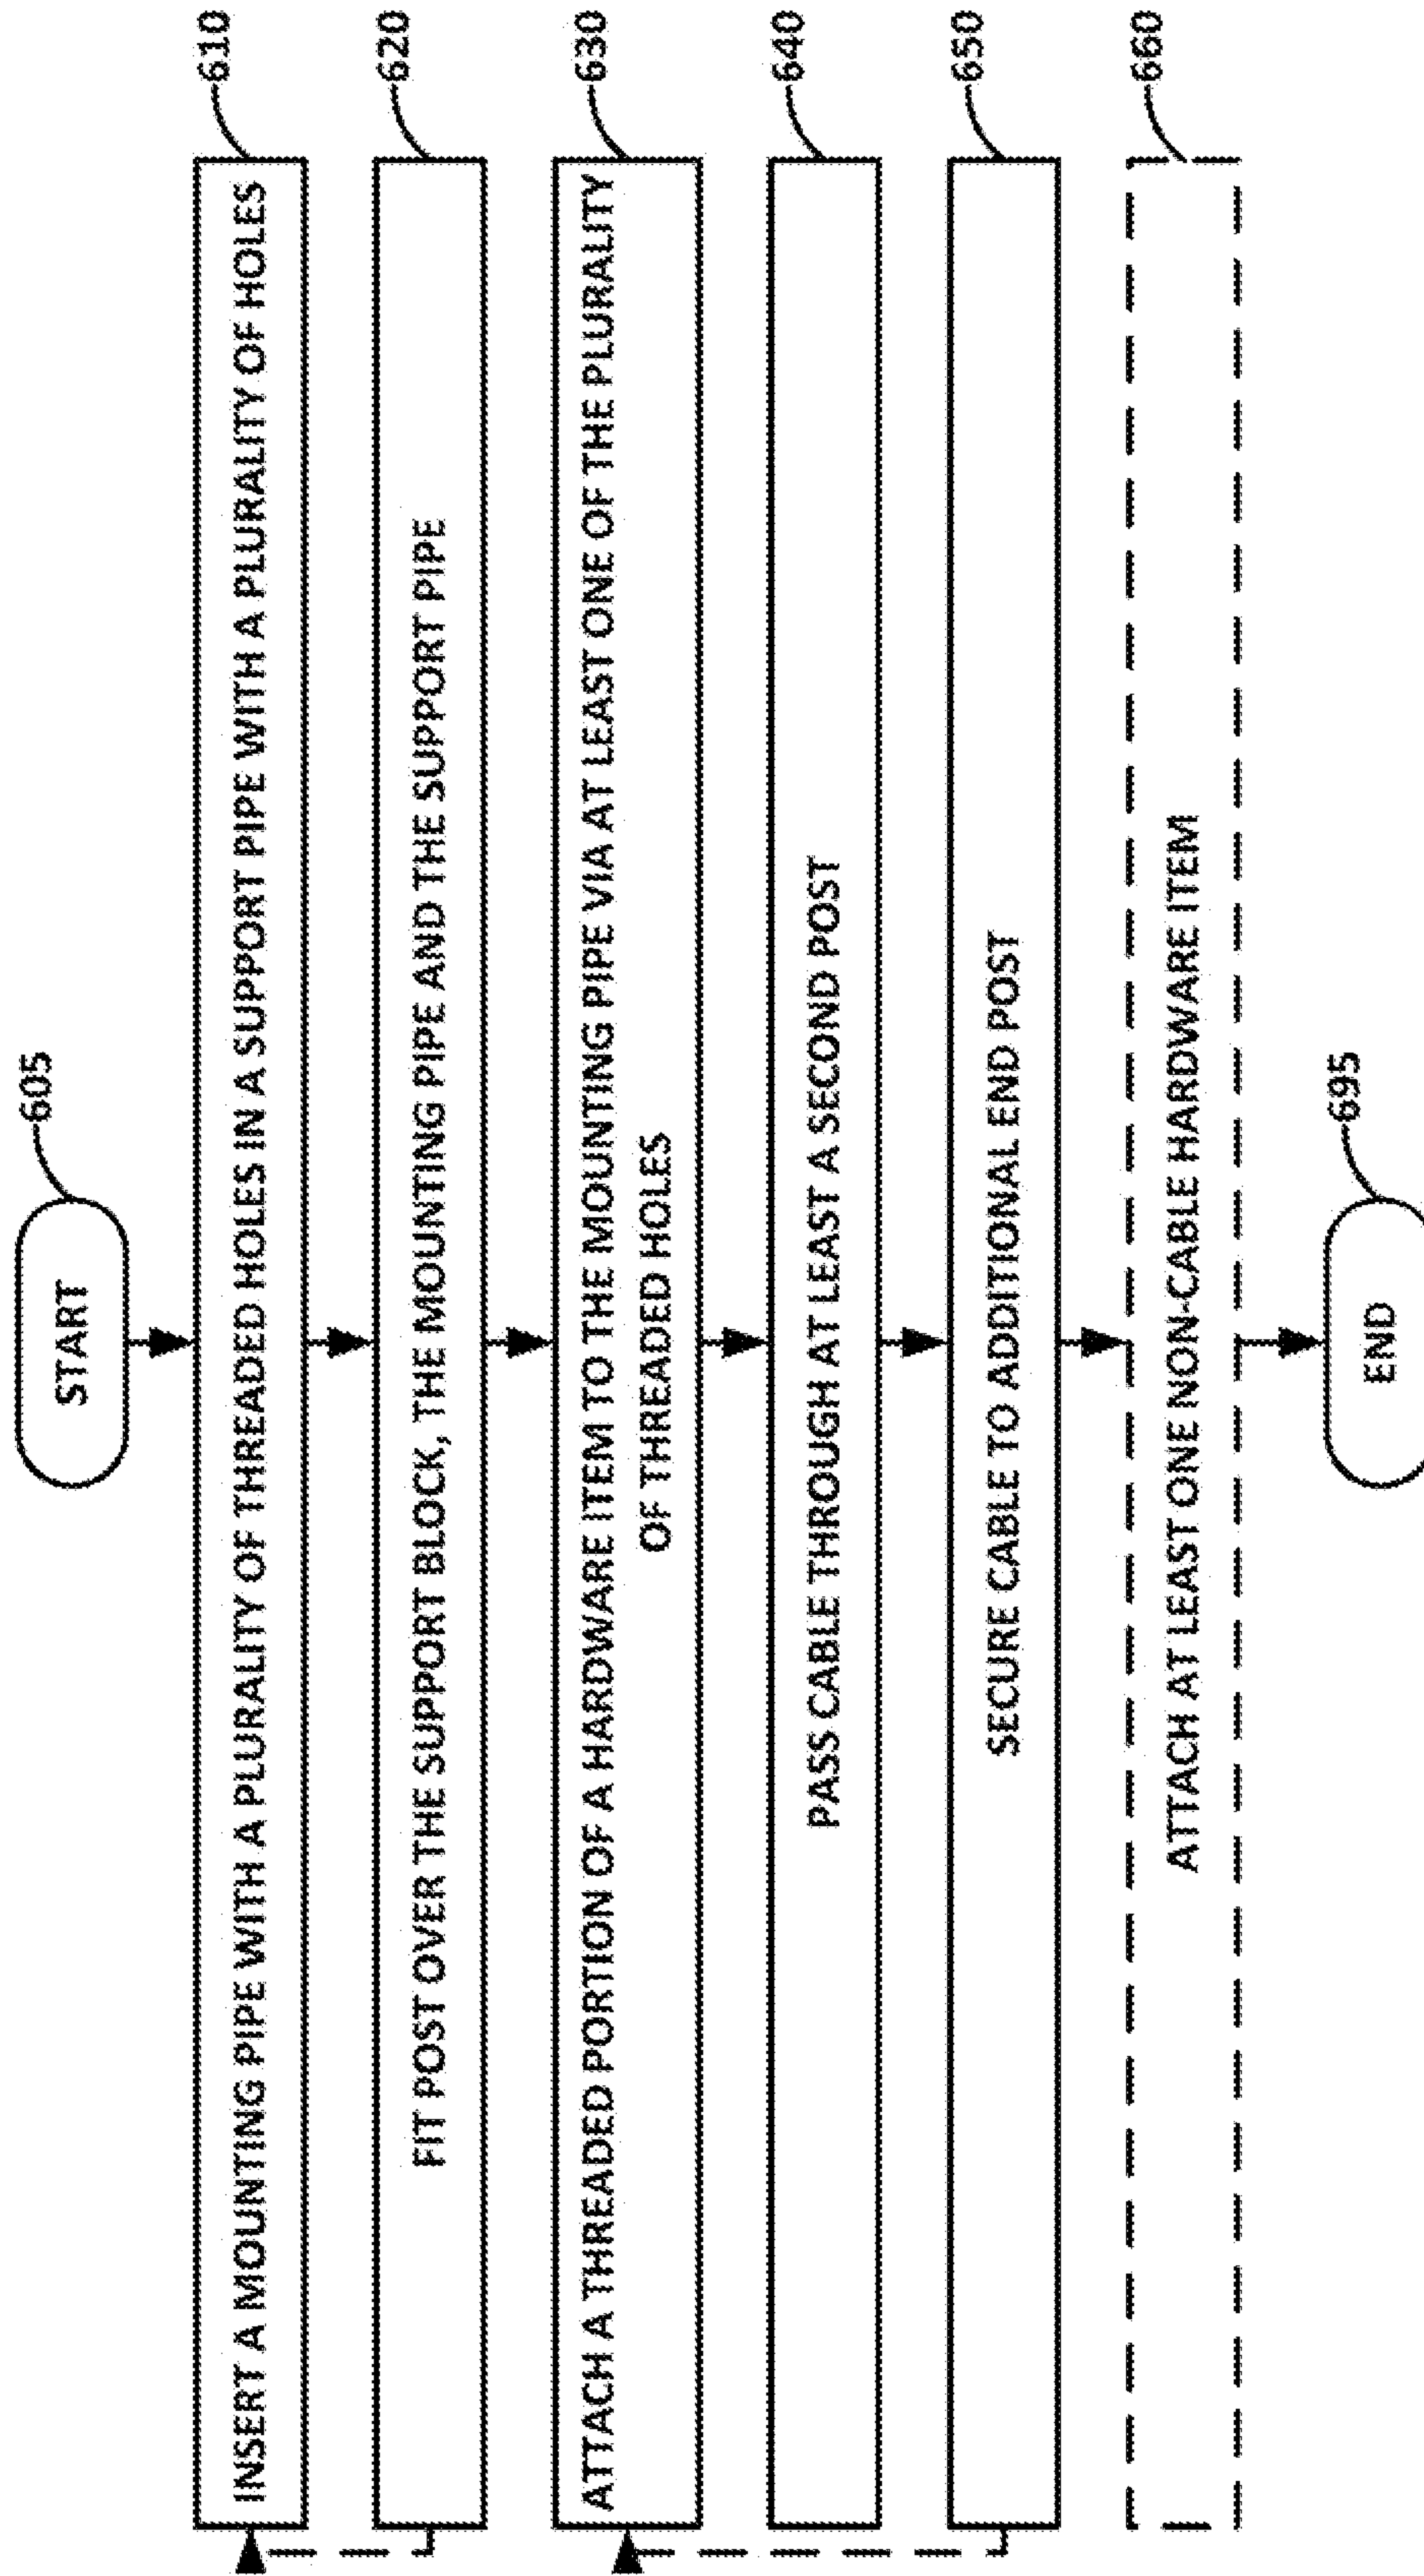 START
605
INSERT A MOUNTING PIPE WITH A PLURALITY OF THREADED HOLES IN A SUPPORT PIPE WITH A PLURALITY OF HOLES
610
FIT POST OVER THE SUPPORT BLOCK, THE MOUNTING PIPE AND THE SUPPORT PIPE
620
ATTACH A THREADED PORTION OF A HARDWARE ITEM TO THE MOUNTING PIPE VIA AT LEAST ONE OF THE PLURALITY
OF THREADED HOLES
630
PASS CABLE THROUGH AT LEAST A SECOND POST
640
SECURE CABLE TO ADDITIONAL END POST
650
ATTACH AT LEAST ONE NON-CABLE HARDWARE ITEM
660
END
695